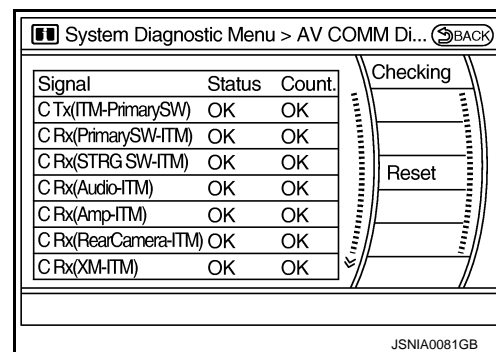 System Diagnostic Menu > AV COMM Di... BACK
Checking
Signal Status Count.
C Tx(ITM-PrimarySW) OK OK
C Rx(PrimarySW-ITM) OK OK
C Rx(STRG SW-ITM) OK OK
Reset
C Rx(Audio-ITM) OK OK
C Rx(Amp-ITM) OK OK
C Rx(RearCamera-ITM) OK OK
C Rx(XM-ITM) OK OK
JSNIA0081GB